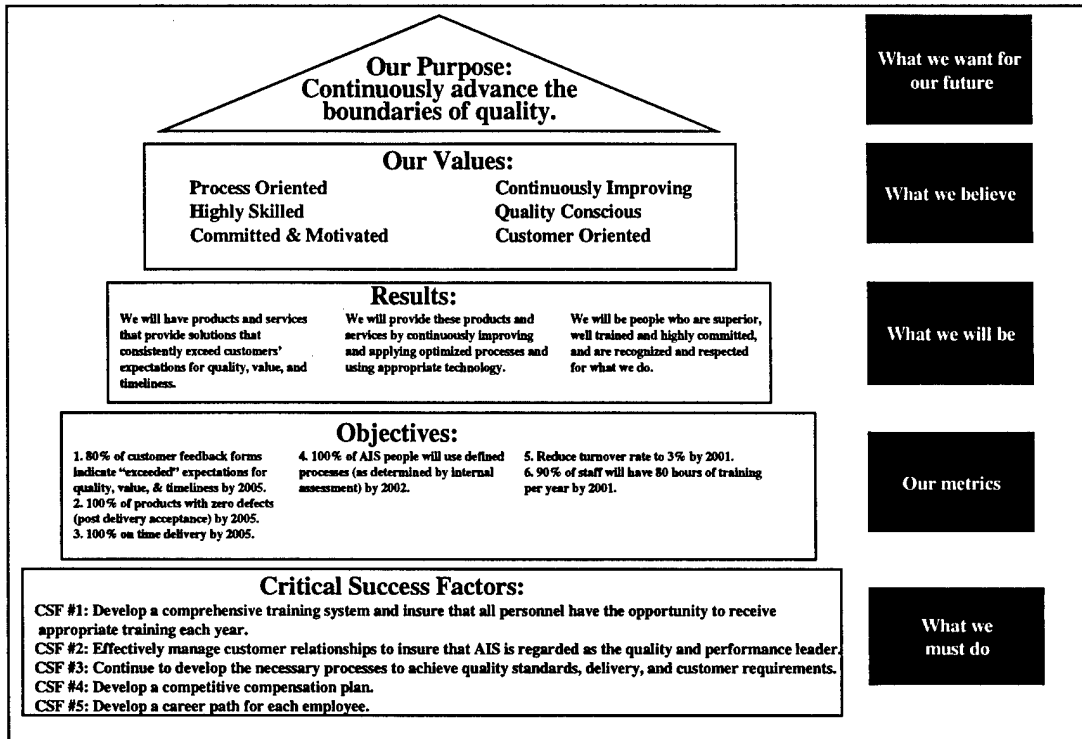 Our Purpose:
Continuously advance the
boundaries of quality.
What we want for
our future
Our Values:
Process Oriented
Highly Skilled
Committed & Motivated
Continuously Improving
Quality Conscious
Customer Oriented
What we believe
Results:
We will have products and services
that provide solutions that
consistently exceed customers'
expectations for quality, value, and
timeliness.
We will provide these products and
services by continuously improving
and applying optimized processes and
using appropriate technology.
We will be people who are superior,
well trained and highly committed,
and are recognized and respected
for what we do.
What we will be
Objectives:
1. 80% of customer feedback forms
indicate "exceeded" expectations for
quality, value, & timeliness by 2005.
2. 100% of products with zero defects
(post delivery acceptance) by 2005.
3. 100% on time delivery by 2005.
4. 100% of AIS people will use defined
processes (as determined by internal
assessment) by 2002.
5. Reduce turnover rate to 3% by 2001.
6. 90% of staff will have 80 hours of training
per year by 2001.
Our metrics
Critical Success Factors:
CSF #1: Develop a comprehensive training system and insure that all personnel have the opportunity to receive
appropriate training each year.
CSF #2: Effectively manage customer relationships to insure that AIS is regarded as the quality and performance leader.
CSF #3: Continue to develop the necessary processes to achieve quality standards, delivery, and customer requirements.
CSF #4: Develop a competitive compensation plan.
CSF #5: Develop a career path for each employee.
What we
must do